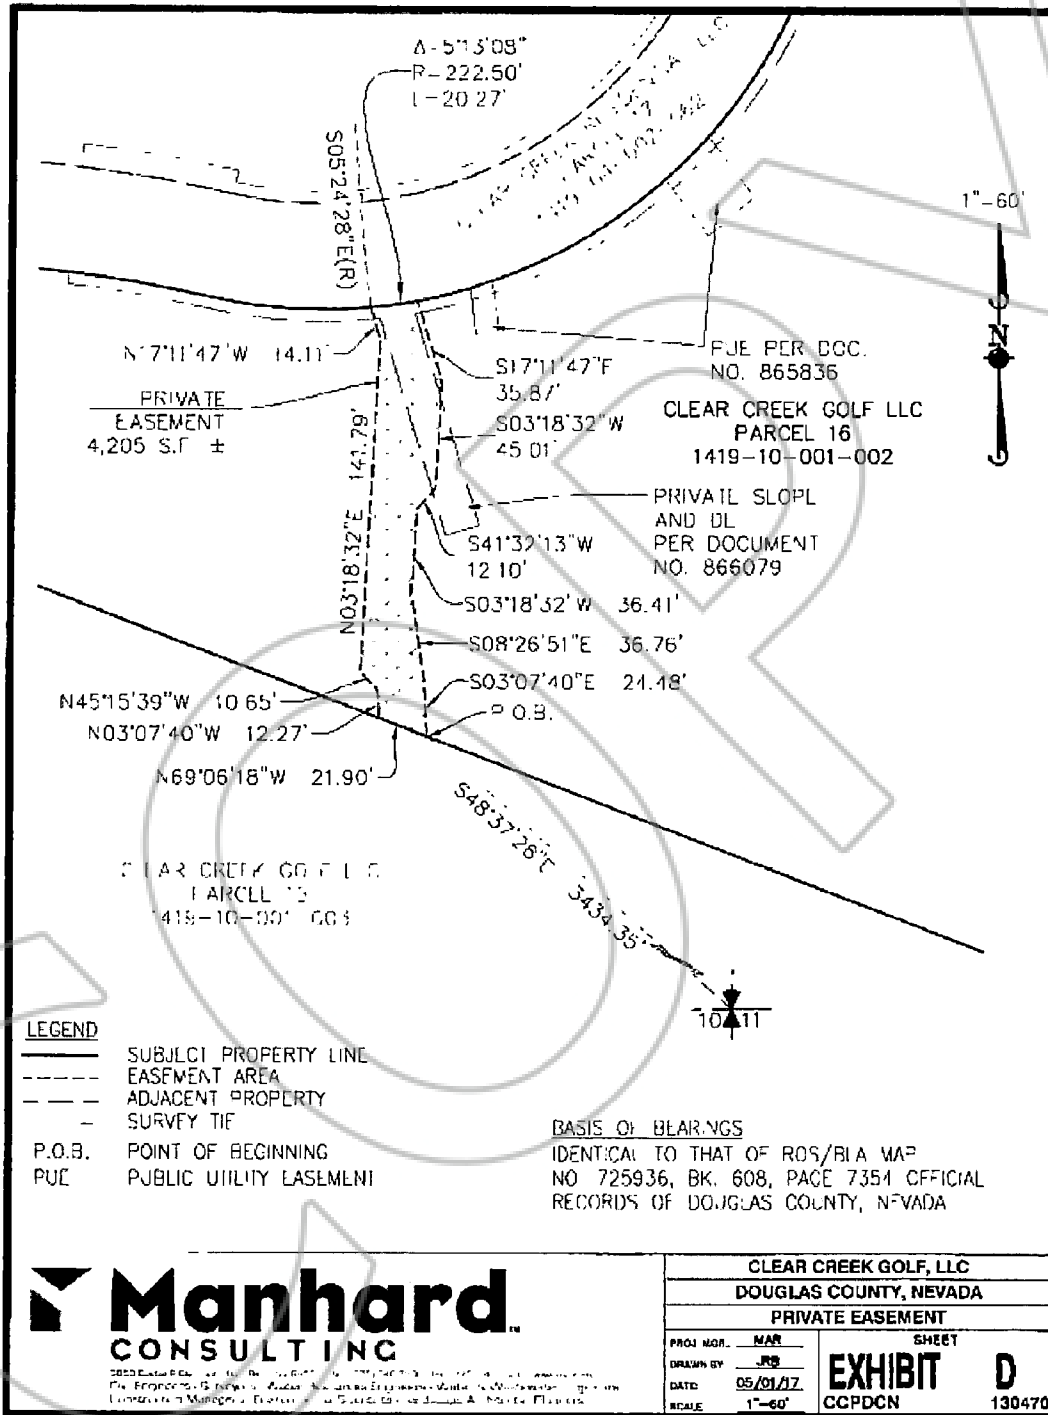 Δ-5°13'08"
R-222.50'
L-20.27'
S05°24'28"E(R)
1"-60'
N
N17°11'47"W 14.11'
PRIVATE
EASEMENT
4,205 S.F. ±
S17°11'47"E
35.87'
S03°18'32"W
45.01'
PUE PER DOC.
NO. 865836
CLEAR CREEK GOLF LLC
PARCEL 16
1419-10-001-002
N03°18'32"E 141.79'
PRIVATE SLOPE
AND DE
PER DOCUMENT
NO. 866079
S41°32'13"W
12.10'
S03°18'32"W 36.41'
S08°26'51"E 36.76'
S03°07'40"E 24.48'
P.O.B.
N45°15'39"W 10.65'
N03°07'40"W 12.27'
N69°06'18"W 21.90'
S48°37'28"E 3434.35'
CLEAR CREEK GOLF LLC
PARCEL
10 11
LEGEND
SUBJECT PROPERTY LINE
EASEMENT AREA
ADJACENT PROPERTY
SURVEY TIE
P.O.B. POINT OF BEGINNING
PUE PUBLIC UTILITY EASEMENT
BASIS OF BEARINGS
IDENTICAL TO THAT OF ROS/BLA MAP
NO 725936, BK. 608, PAGE 7354 OFFICIAL
RECORDS OF DOUGLAS COUNTY, NEVADA
COPY
Manhard
CONSULTING
CLEAR CREEK GOLF, LLC
DOUGLAS COUNTY, NEVADA
PRIVATE EASEMENT
PROJ. MGR. MAR
DRAWN BY JRB
DATE 05/01/17
SCALE 1"-60'
SHEET
EXHIBIT D
CCPDCN 130470